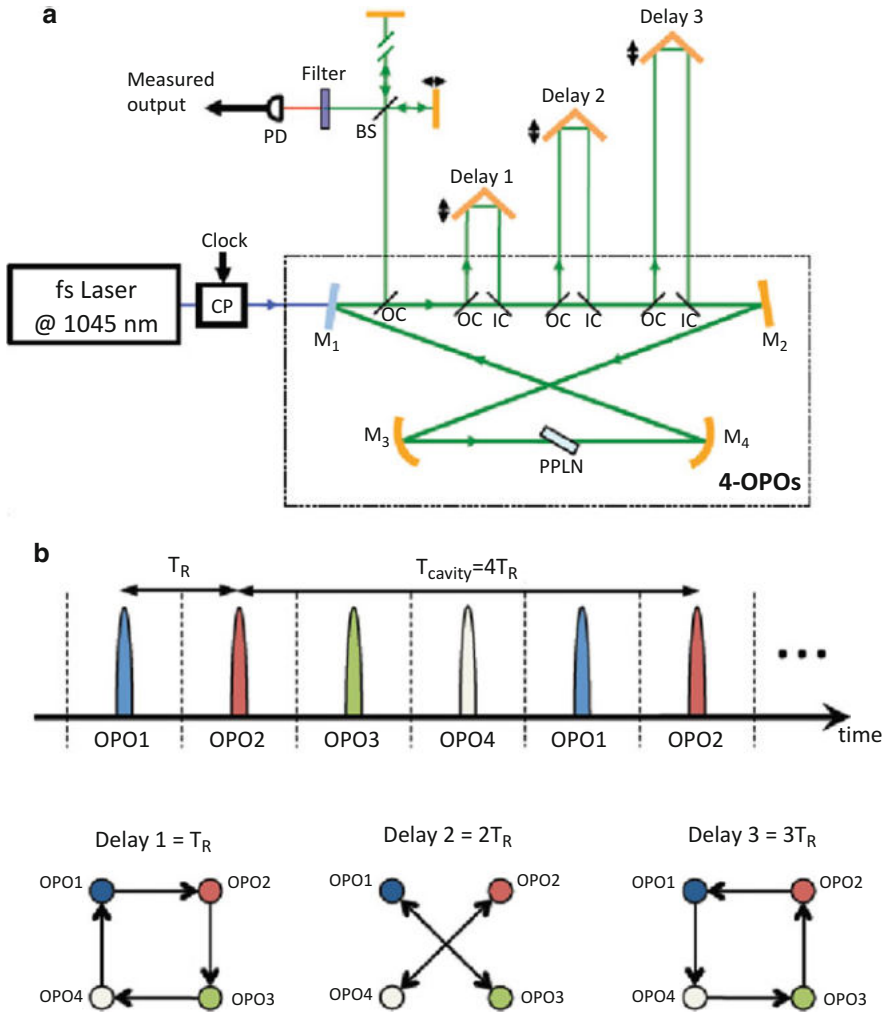 a
Delay 3
Measured
output
Filter
Delay 2
PD
BS
Delay 1
Clock
fs Laser
@ 1045 nm
CP
OC
OC
IC
OC
IC
OC
IC
M1
M2
M3
M4
PPLN
4-OPOs
b
TR
Tcavity=4TR
OPO1
OPO2
OPO3
OPO4
OPO1
OPO2
time
Delay 1 = TR
Delay 2 = 2TR
Delay 3 = 3TR
OPO1
OPO2
OPO1
OPO2
OPO1
OPO2
OPO4
OPO3
OPO4
OPO3
OPO4
OPO3